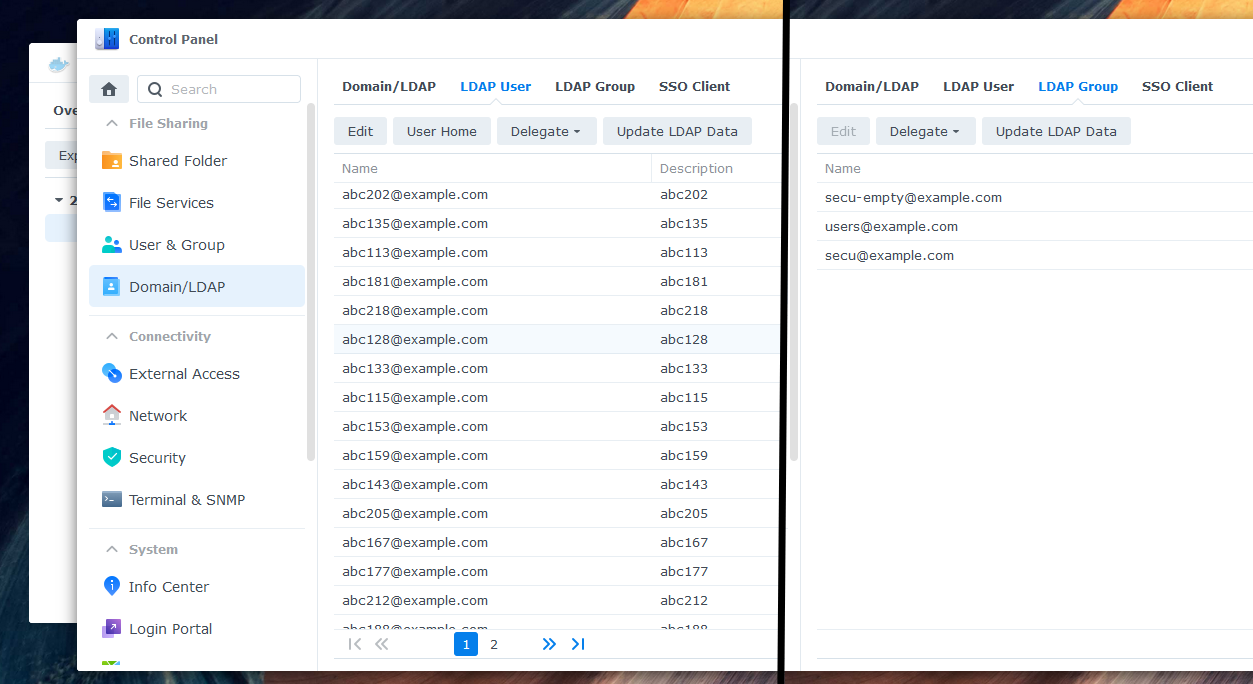 Control Panel
Ove
Exp
2
Search
File Sharing
Shared Folder
File Services
User & Group
Domain/LDAP
Connectivity
External Access
Network
Security
Terminal & SNMP
System
Info Center
Login Portal
Domain/LDAP LDAP User LDAP Group SSO Client
Edit User Home Delegate Update LDAP Data
Name Description
abc202@example.com abc202
abc135@example.com abc135
abc113@example.com abc113
abc181@example.com abc181
abc218@example.com abc218
abc128@example.com abc128
abc133@example.com abc133
abc115@example.com abc115
abc153@example.com abc153
abc159@example.com abc159
abc143@example.com abc143
abc205@example.com abc205
abc167@example.com abc167
abc177@example.com abc177
abc212@example.com abc212
1 2
Domain/LDAP LDAP User LDAP Group SSO Client
Edit Delegate Update LDAP Data
Name
secu-empty@example.com
users@example.com
secu@example.com